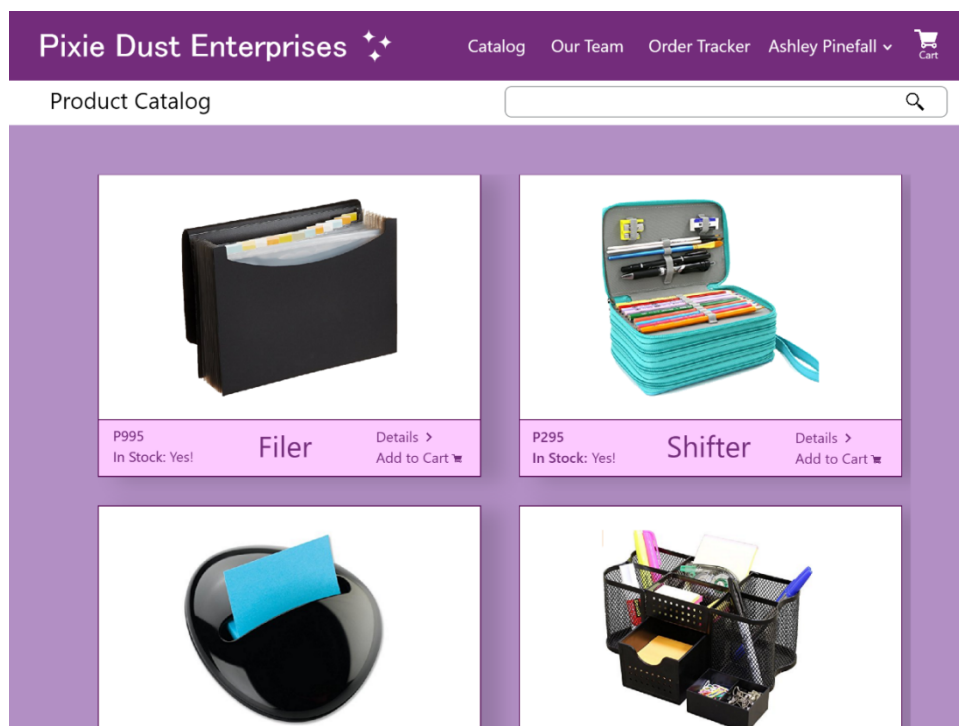 Pixie Dust Enterprises
Catalog
Our Team
Order Tracker
Ashley Pinefall
Cart
Product Catalog
P995
In Stock: Yes!
Filer
Details >
Add to Cart
P295
In Stock: Yes!
Shifter
Details >
Add to Cart